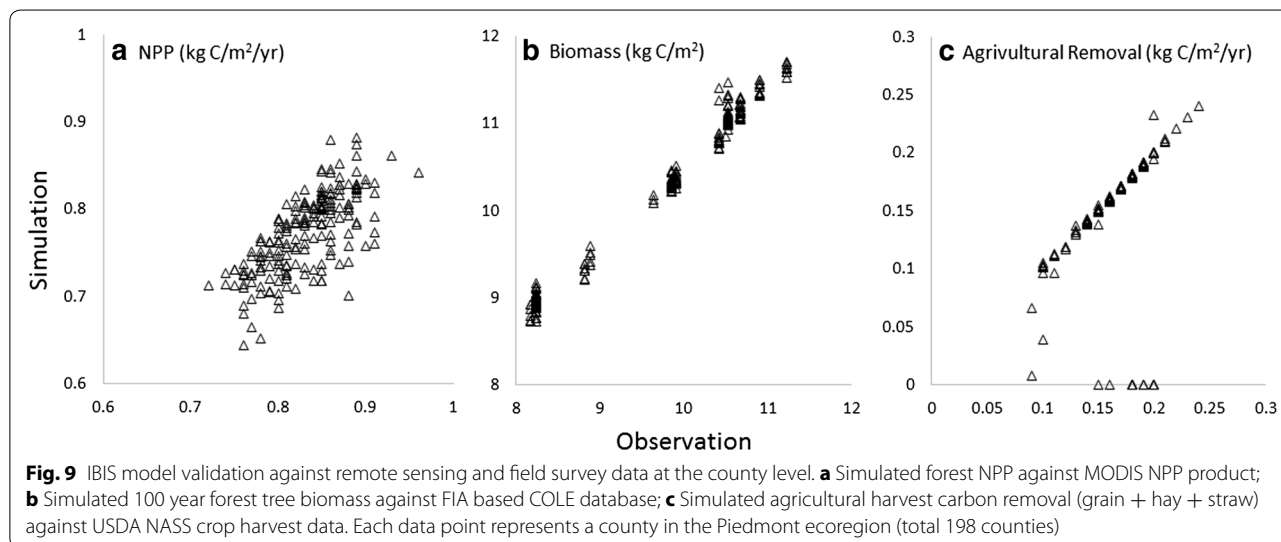 a NPP (kg C/m²/yr)
b Biomass (kg C/m²)
c Agrivultural Removal (kg C/m²/yr)
Simulation
1
0.9
0.8
0.7
0.6
0.6 0.7 0.8 0.9 1
12
11
10
9
8
8 9 10 11 12
0.3
0.25
0.2
0.15
0.1
0.05
0
0 0.05 0.1 0.15 0.2 0.25 0.3
Observation
Fig. 9 IBIS model validation against remote sensing and field survey data at the county level. a Simulated forest NPP against MODIS NPP product;
b Simulated 100 year forest tree biomass against FIA based COLE database; c Simulated agricultural harvest carbon removal (grain + hay + straw)
against USDA NASS crop harvest data. Each data point represents a county in the Piedmont ecoregion (total 198 counties)